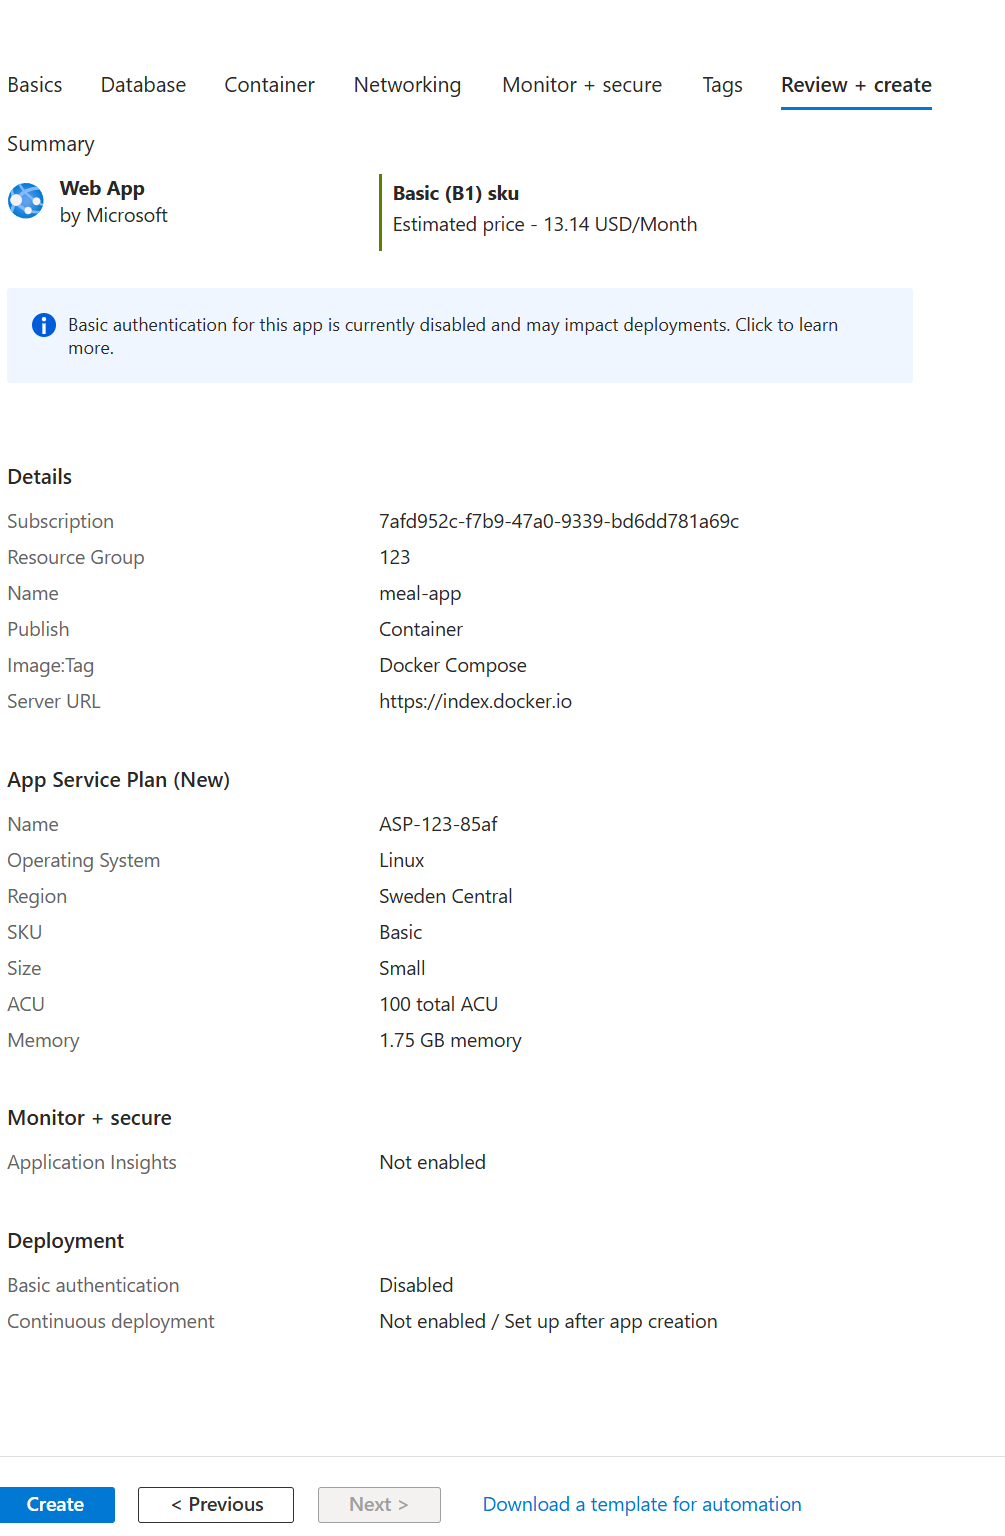 Basics Database Container Networking Monitor + secure Tags Review + create
Summary
Web App
by Microsoft
Basic (B1) sku
Estimated price - 13.14 USD/Month
Basic authentication for this app is currently disabled and may impact deployments. Click to learn
more.
Details
Subscription 7afd952c-f7b9-47a0-9339-bd6dd781a69c
Resource Group 123
Name meal-app
Publish Container
Image:Tag Docker Compose
Server URL https://index.docker.io
App Service Plan (New)
Name ASP-123-85af
Operating System Linux
Region Sweden Central
SKU Basic
Size Small
ACU 100 total ACU
Memory 1.75 GB memory
Monitor + secure
Application Insights Not enabled
Deployment
Basic authentication Disabled
Continuous deployment Not enabled / Set up after app creation
Create < Previous Next > Download a template for automation